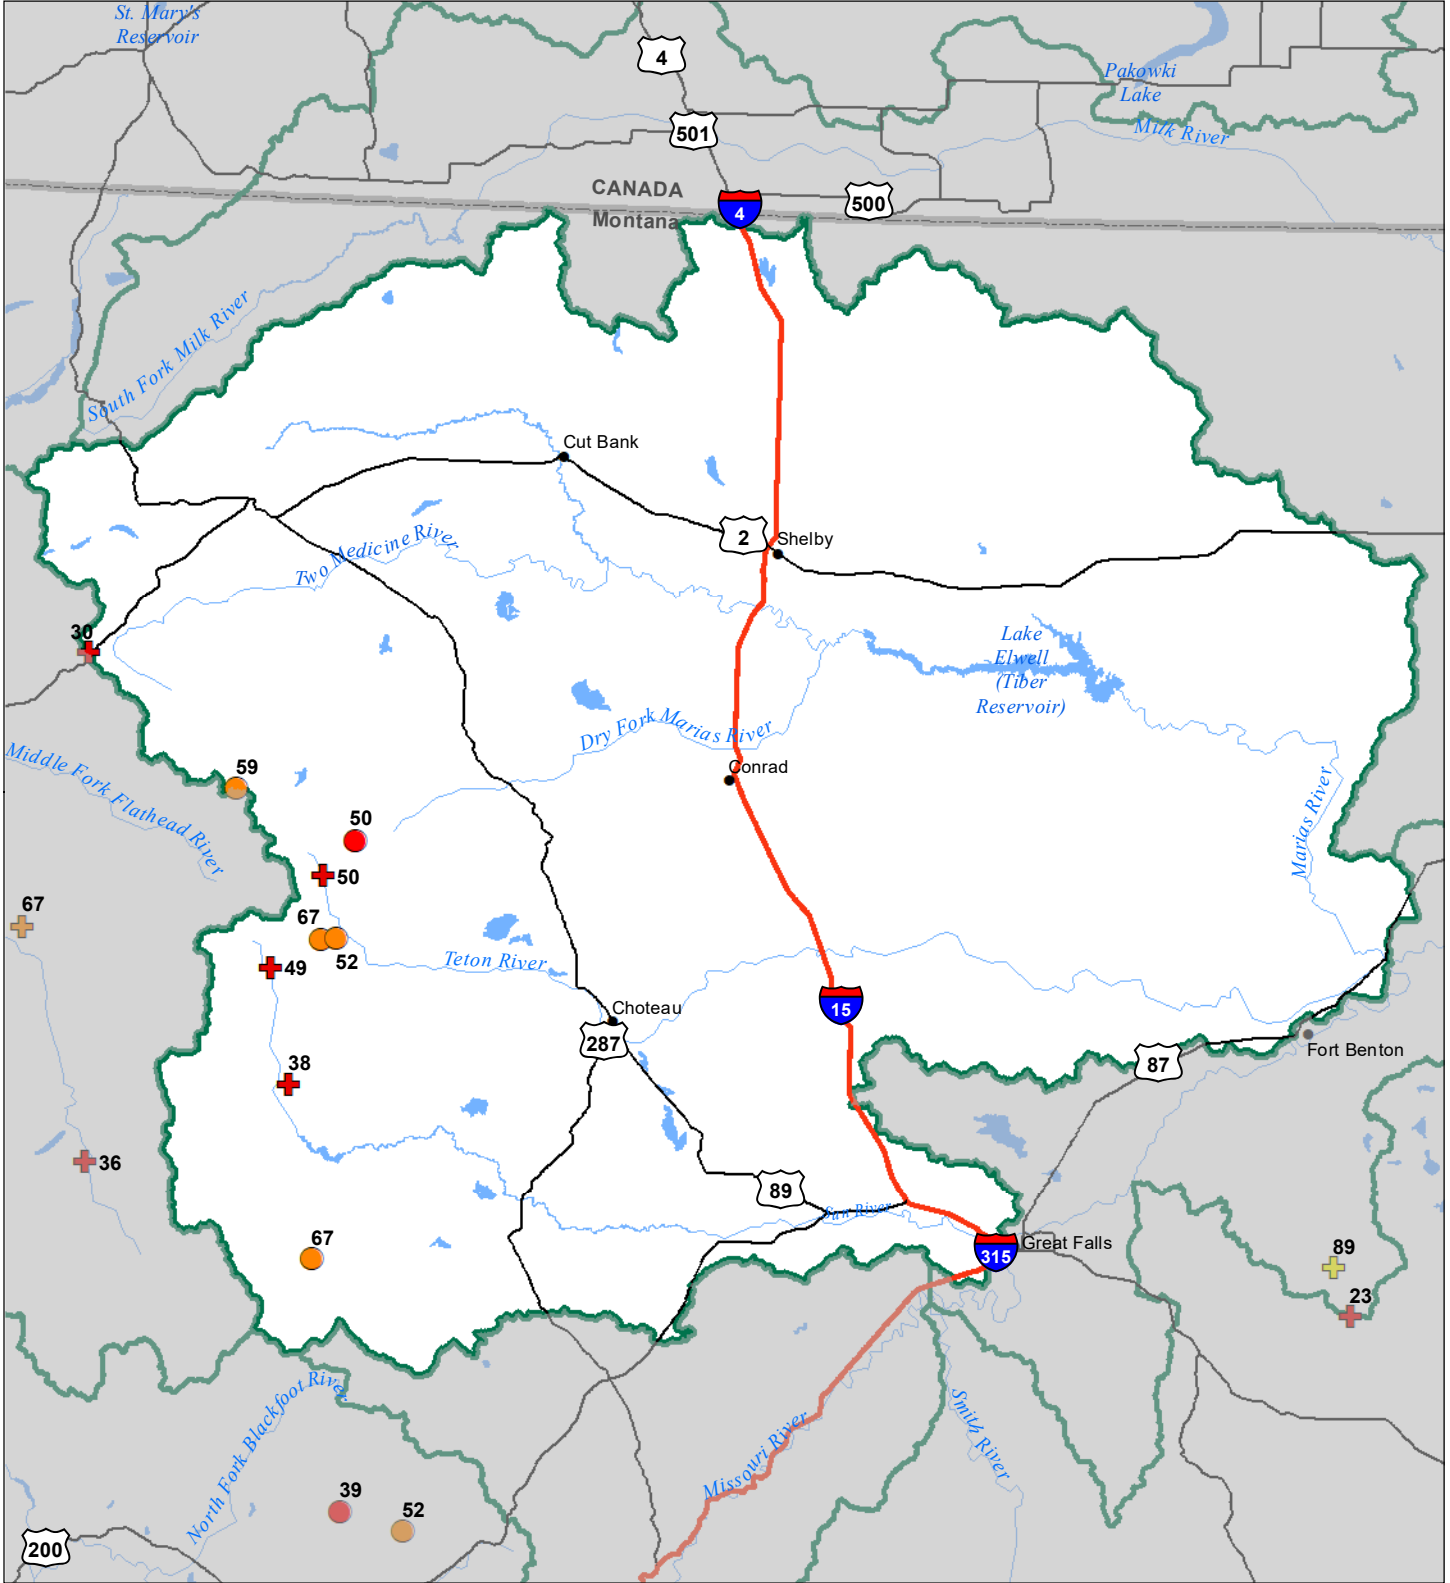 St. Mary's
Reservoir
4
Pakowki
Lake
501
Milk River
CANADA
4
500
Montana
South Fork Milk River
Cut Bank
2
Shelby
Two Medicine River
30
Lake
Elwell
(Tiber
Reservoir)
Dry Fork Marias River
Middle Fork Flathead River
59
Conrad
Marias River
50
50
67
67
52
49
Teton River
15
Choteau
287
Fort Benton
87
38
36
89
Sun River
67
Great Falls
315
89
23
North Fork Blackfoot River
Missouri River
Smith River
39
52
200